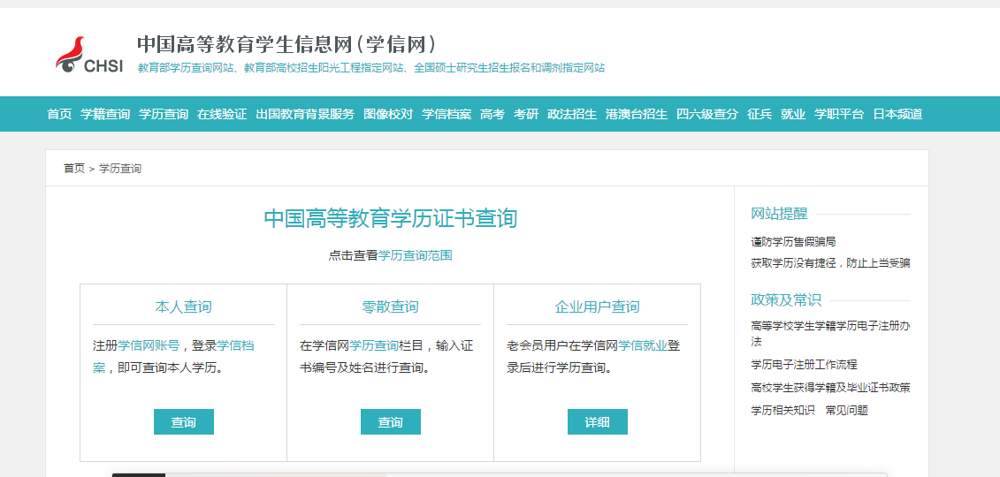 CHSI
中国高等教育学生信息网(学信网)
教育部学历查询网站、教育部高校招生阳光工程指定网站、全国硕士研究生招生报名和调剂指定网站
首页 学籍查询 学历查询 在线验证 出国教育背景服务 图像校对 学信档案 高考 考研 政法招生 港澳台招生 四六级查分 征兵 就业 学职平台 日本频道
首页 > 学历查询
中国高等教育学历证书查询
点击查看学历查询范围
本人查询
注册学信网账号，登录学信档
案，即可查询本人学历。
查询
零散查询
在学信网学历查询栏目，输入证
书编号及姓名进行查询。
查询
企业用户查询
老会员用户在学信网学信就业登
录后进行学历查询。
详细
网站提醒
谨防学历售假骗局
获取学历没有捷径，防止上当受骗
政策及常识
高等学校学生学籍学历电子注册办
法
学历电子注册工作流程
高校学生获得学籍及毕业证书政策
学历相关知识 常见问题